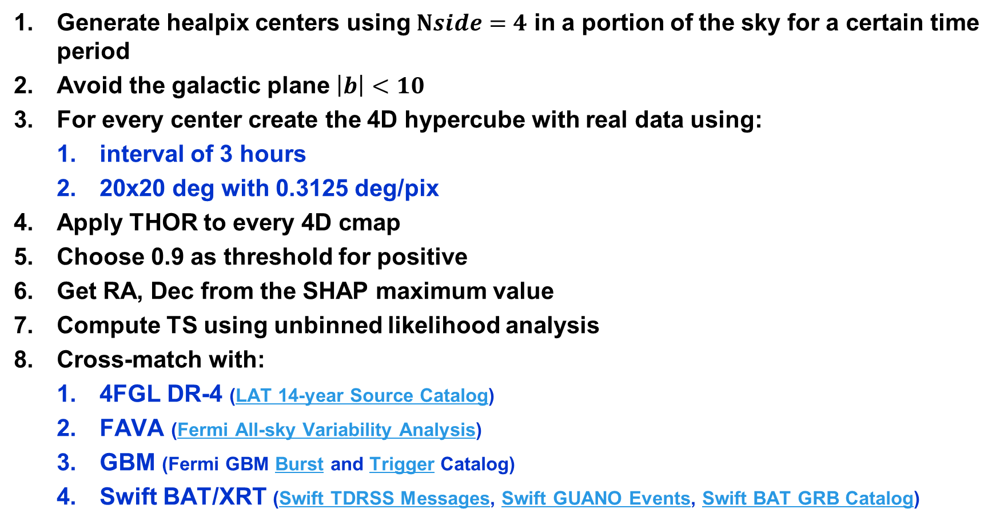 1. Generate healpix centers using Nside = 4 in a portion of the sky for a certain time
period
2. Avoid the galactic plane |b| < 10
3. For every center create the 4D hypercube with real data using:
1. interval of 3 hours
2. 20x20 deg with 0.3125 deg/pix
4. Apply THOR to every 4D cmap
5. Choose 0.9 as threshold for positive
6. Get RA, Dec from the SHAP maximum value
7. Compute TS using unbinned likelihood analysis
8. Cross-match with:
1. 4FGL DR-4 (LAT 14-year Source Catalog)
2. FAVA (Fermi All-sky Variability Analysis)
3. GBM (Fermi GBM Burst and Trigger Catalog)
4. Swift BAT/XRT (Swift TDRSS Messages, Swift GUANO Events, Swift BAT GRB Catalog)